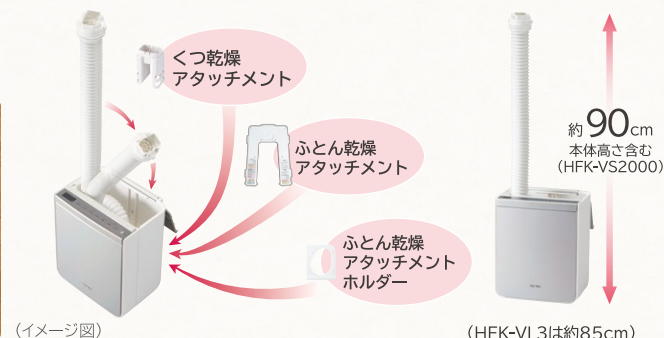 くつ乾燥
アタッチメント
ふとん乾燥
アタッチメント
ふとん乾燥
アタッチメント
ホルダー
(イメージ図)
約90cm
本体高さ含む
(HFK-VS2000)
(HFK-VL3は約85cm)